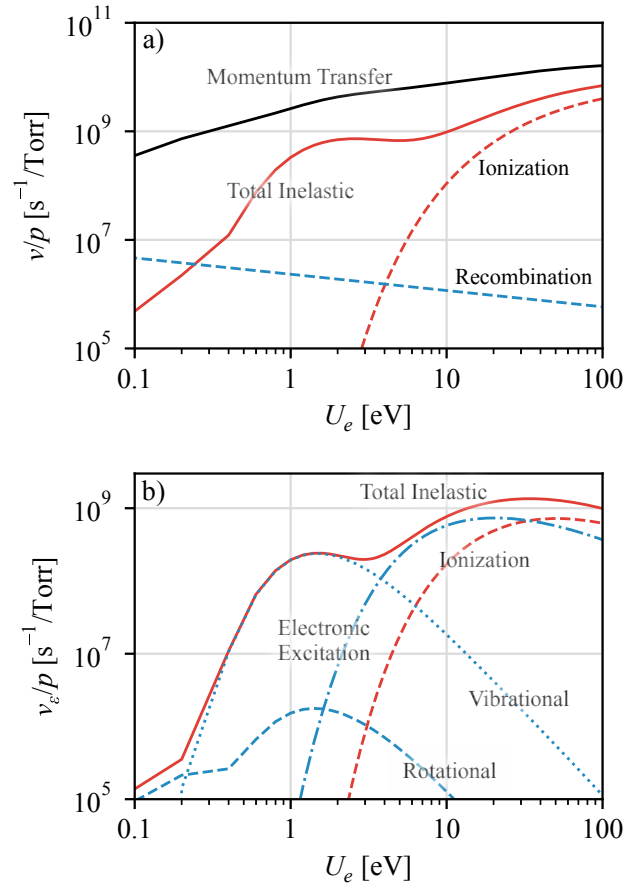 a)
10^11
10^9
10^7
10^5
ν/p [s^−1/Torr]
Momentum Transfer
Total Inelastic
Ionization
Recombination
0.1
1
10
100
U_e [eV]
b)
10^9
10^7
10^5
ν_ε/p [s^−1/Torr]
Total Inelastic
Ionization
Electronic
Excitation
Vibrational
Rotational
0.1
1
10
100
U_e [eV]